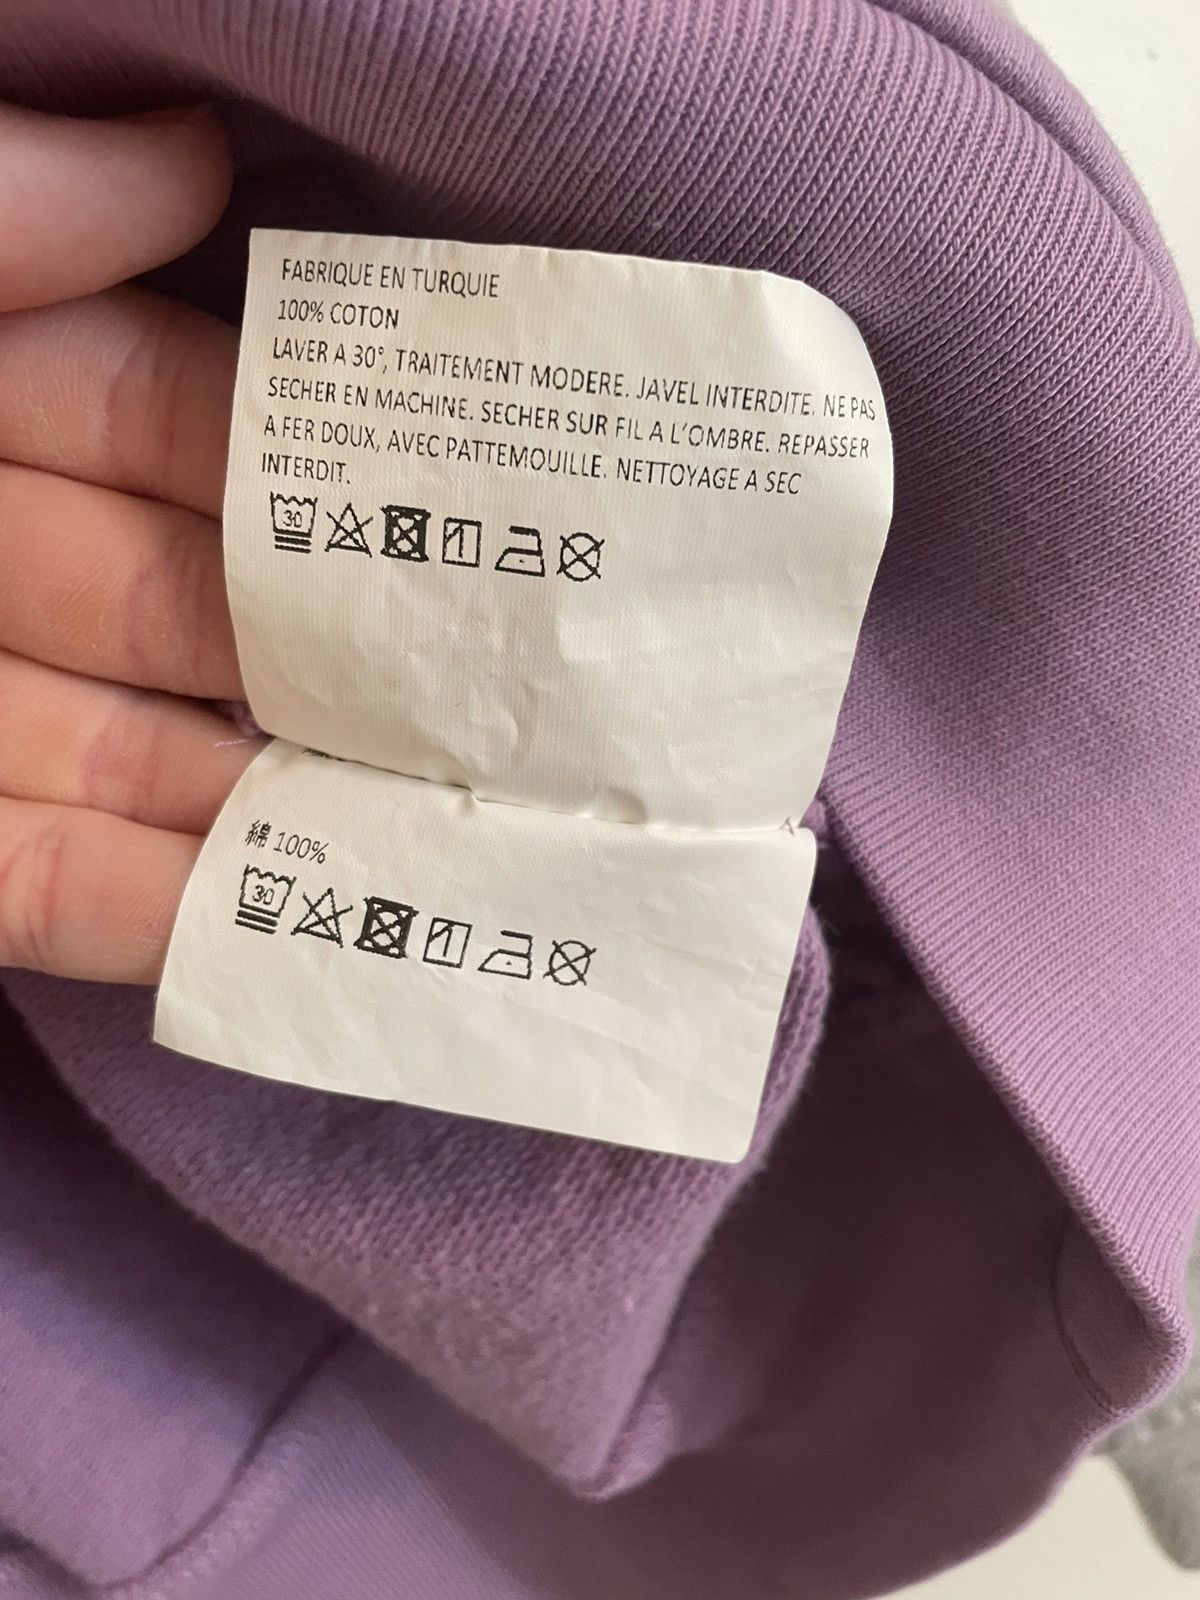 FABRIQUE EN TURQUIE
100% COTON
LAVER A 30°, TRAITEMENT MODERE. JAVEL INTERDITE. NE PAS
SECHER EN MACHINE. SECHER SUR FIL A L'OMBRE. REPASSER
A FER DOUX, AVEC PATTEMOUILLE. NETTOYAGE A SEC
INTERDIT.
30
綿 100%
30